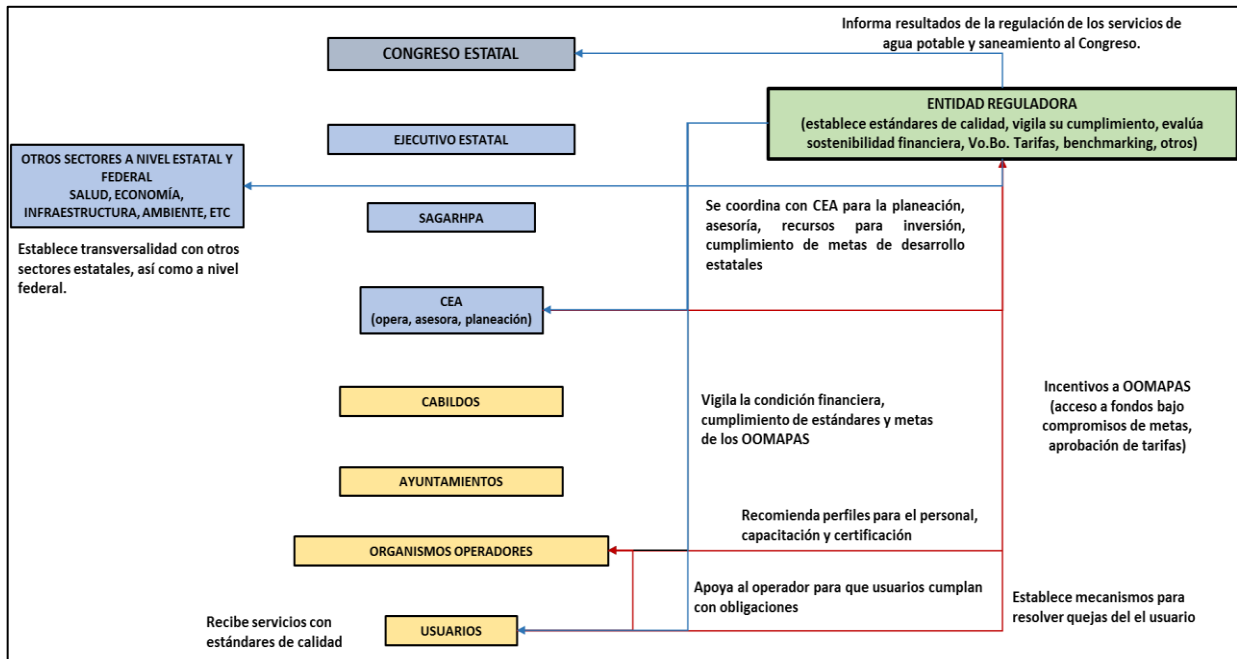 Informa resultados de la regulación de los servicios de
agua potable y saneamiento al Congreso.
CONGRESO ESTATAL
ENTIDAD REGULADORA
(establece estándares de calidad, vigila su cumplimiento, evalúa
sostenibilidad financiera, Vo.Bo. Tarifas, benchmarking, otros)
EJECUTIVO ESTATAL
OTROS SECTORES A NIVEL ESTATAL Y
FEDERAL
SALUD, ECONOMÍA,
INFRAESTRUCTURA, AMBIENTE, ETC
Establece transversalidad con otros
sectores estatales, así como a nivel
federal.
SAGARHPA
Se coordina con CEA para la planeación,
asesoría, recursos para inversión,
cumplimiento de metas de desarrollo
estatales
CEA
(opera, asesora, planeación)
CABILDOS
Vigila la condición financiera,
cumplimiento de estándares y metas
de los OOMAPAS
Incentivos a OOMAPAS
(acceso a fondos bajo
compromisos de metas,
aprobación de tarifas)
AYUNTAMIENTOS
Recomienda perfiles para el personal,
capacitación y certificación
ORGANISMOS OPERADORES
Apoya al operador para que usuarios cumplan
con obligaciones
Establece mecanismos para
resolver quejas del el usuario
Recibe servicios con
estándares de calidad
USUARIOS